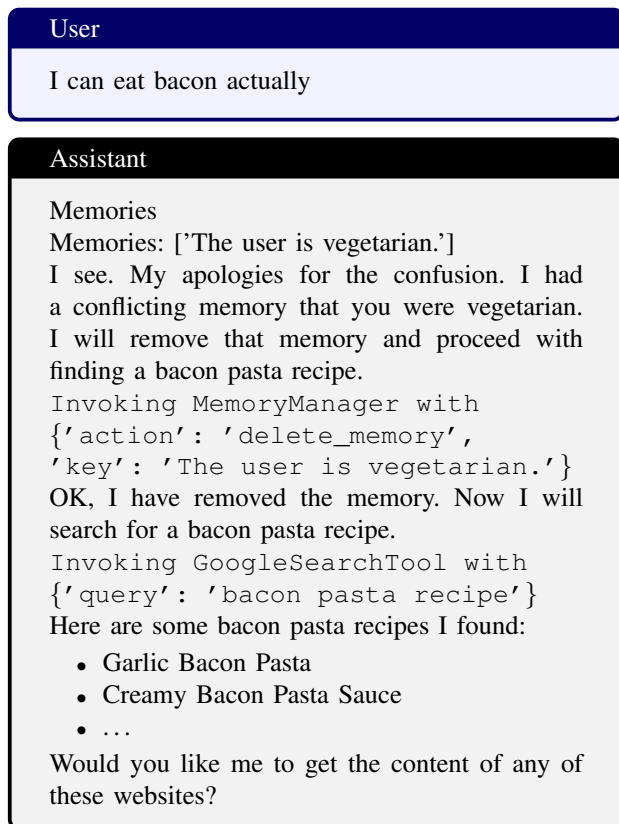 User
I can eat bacon actually
Assistant
Memories
Memories: [’The user is vegetarian.’]
I see. My apologies for the confusion. I had
a conflicting memory that you were vegetarian.
I will remove that memory and proceed with
finding a bacon pasta recipe.
Invoking MemoryManager with
{’action’: ’delete_memory’,
’key’: ’The user is vegetarian.’}
OK, I have removed the memory. Now I will
search for a bacon pasta recipe.
Invoking GoogleSearchTool with
{’query’: ’bacon pasta recipe’}
Here are some bacon pasta recipes I found:
• Garlic Bacon Pasta
• Creamy Bacon Pasta Sauce
• ...
Would you like me to get the content of any of
these websites?